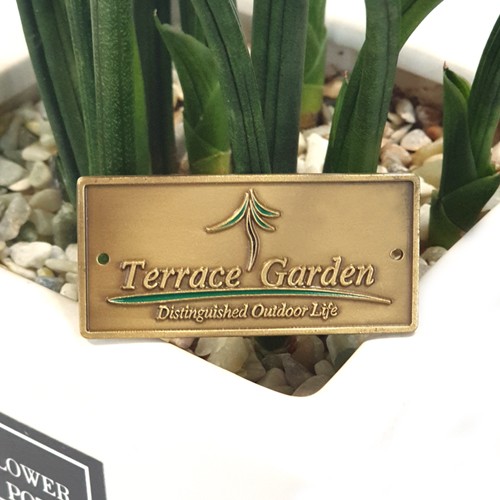 Terrace Garden
Distinguished Outdoor Life
LOWER
PO